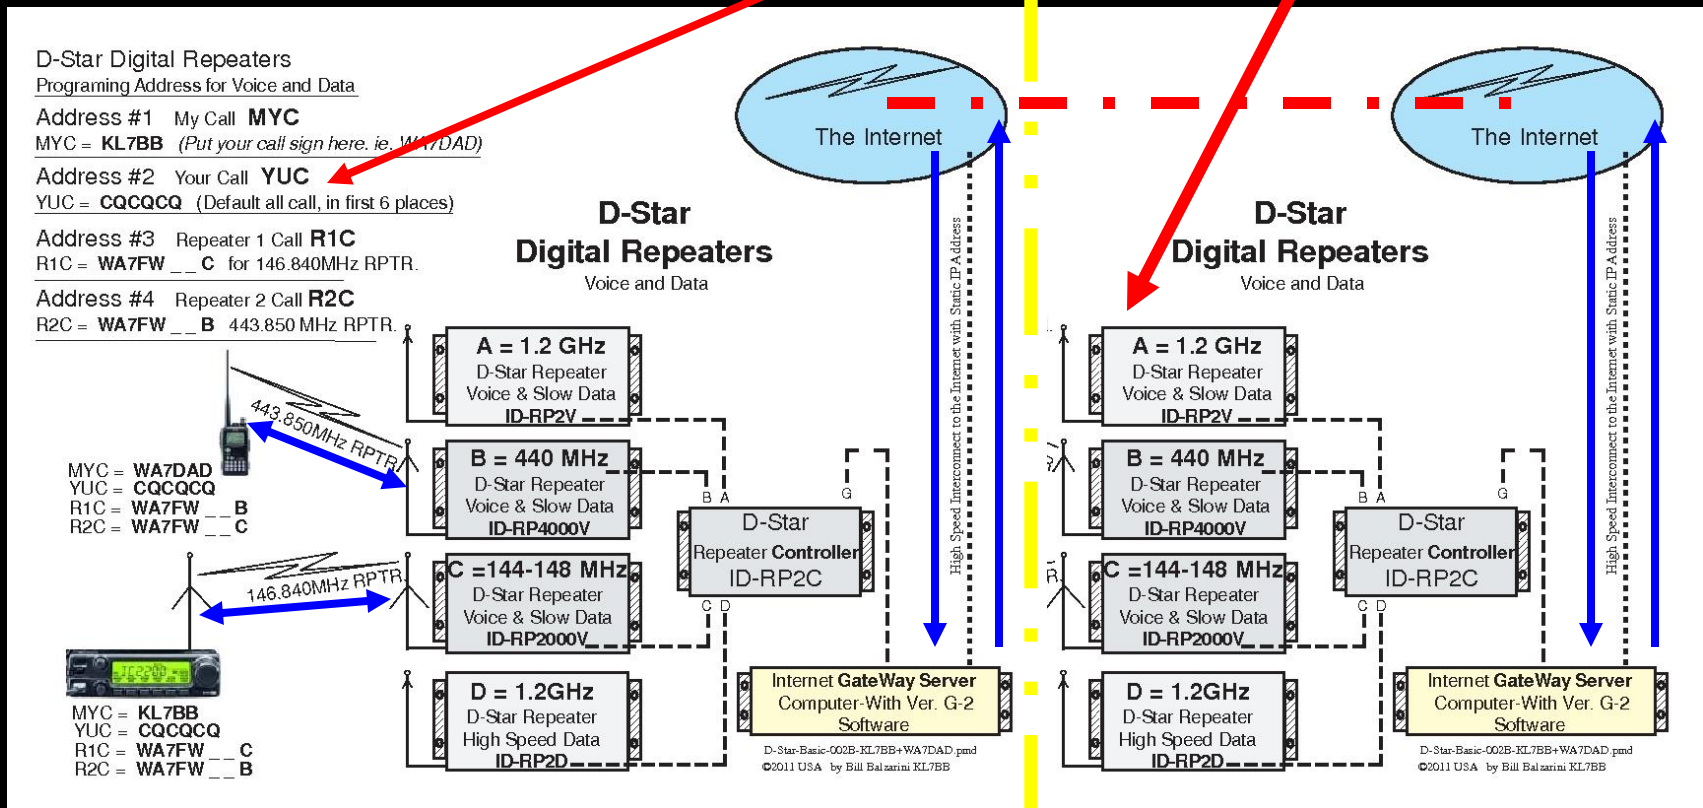 D-Star Digital Repeaters
Programing Address for Voice and Data
Address #1 My Call MYC
MYC = KL7BB (Put your call sign here. ie. WA7DAD)
Address #2 Your Call YUC
YUC = CQCQCQ (Default all call, in first 6 places)
Address #3 Repeater 1 Call R1C
R1C = WA7FW _ _ C for 146.840MHz RPTR.
Address #4 Repeater 2 Call R2C
R2C = WA7FW _ _ B 443.850 MHz RPTR.
443.850MHz RPTR
MYC = WA7DAD
YUC = CQCQCQ
R1C = WA7FW _ _ B
R2C = WA7FW _ _ C
146.840MHz RPTR.
MYC = KL7BB
YUC = CQCQCQ
R1C = WA7FW _ _ C
R2C = WA7FW _ _ B
D-Star
Digital Repeaters
Voice and Data
The Internet
High Speed Interconnect to the Internet with Static IP Address
A = 1.2 GHz
D-Star Repeater
Voice & Slow Data
ID-RP2V
B = 440 MHz
D-Star Repeater
Voice & Slow Data
ID-RP4000V
C =144-148 MHz
D-Star Repeater
Voice & Slow Data
ID-RP2000V
D = 1.2GHz
D-Star Repeater
High Speed Data
ID-RP2D
B A
G
D-Star
Repeater Controller
ID-RP2C
C D
Internet GateWay Server
Computer-With Ver. G-2
Software
D-Star-Basic-002B-KL7BB+WA7DAD.pmd
©2011 USA by Bill Balzarini KL7BB
D-Star
Digital Repeaters
Voice and Data
The Internet
High Speed Interconnect to the Internet with Static IP Address
A = 1.2 GHz
D-Star Repeater
Voice & Slow Data
ID-RP2V
B = 440 MHz
D-Star Repeater
Voice & Slow Data
ID-RP4000V
C =144-148 MHz
D-Star Repeater
Voice & Slow Data
ID-RP2000V
D = 1.2GHz
D-Star Repeater
High Speed Data
ID-RP2D
B A
G
D-Star
Repeater Controller
ID-RP2C
C D
Internet GateWay Server
Computer-With Ver. G-2
Software
D-Star-Basic-002B-KL7BB+WA7DAD.pmd
©2011 USA by Bill Balzarini KL7BB